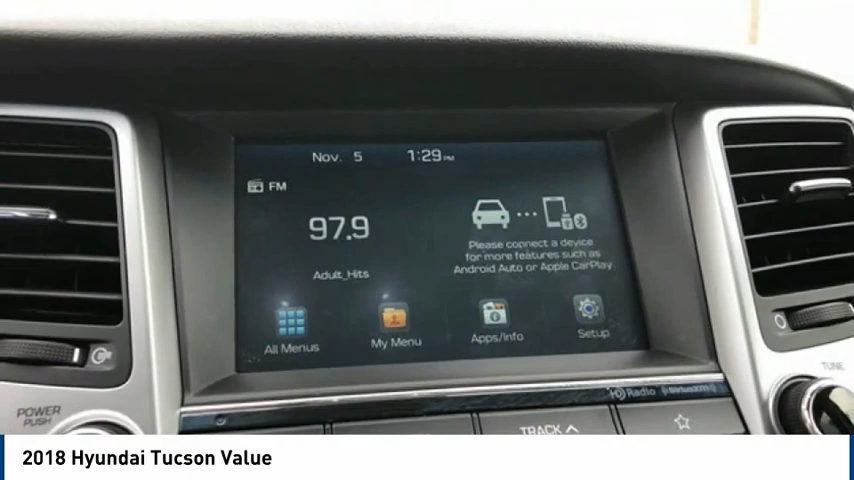 Nov. 5 1:29 PM
FM
97.9
Adult_Hits
Please connect a device
for more features such as
Android Auto or Apple CarPlay
All Menus
My Menu
Apps/Info
Setup
HD Radio SiriusXM
POWER
PUSH
TRACK
TUNE
2018 Hyundai Tucson Value